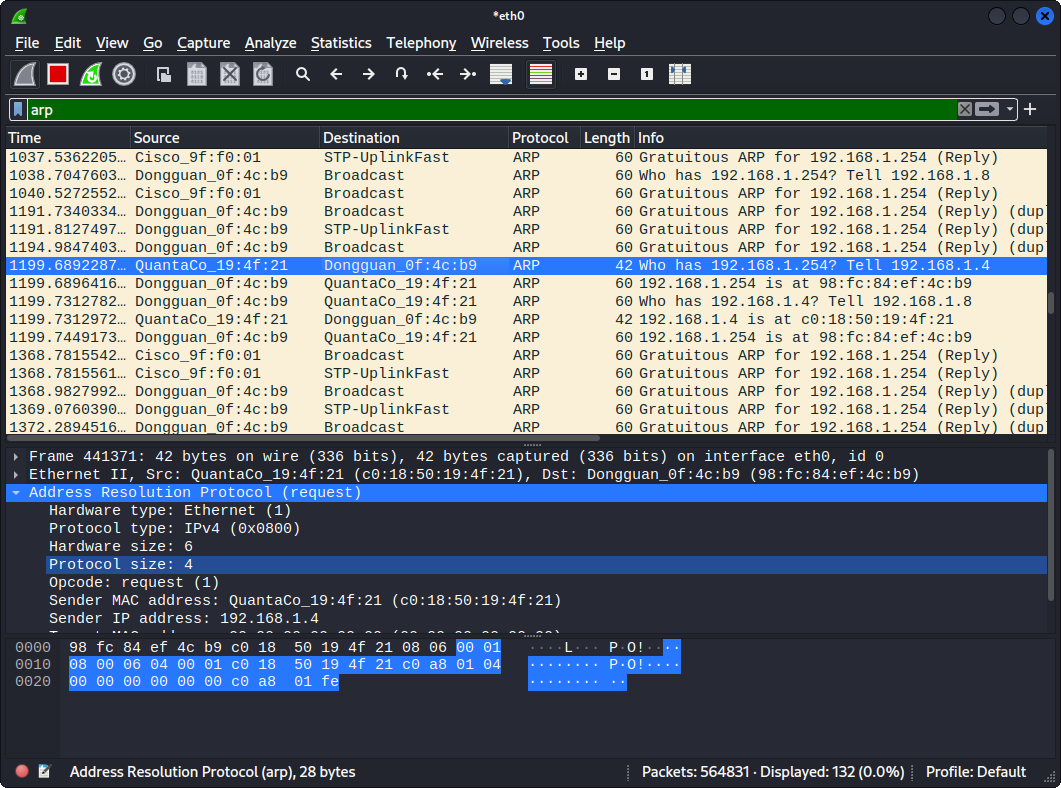 *eth0
File Edit View Go Capture Analyze Statistics Telephony Wireless Tools Help
arp
Time Source Destination Protocol Length Info
1037.5362205… Cisco_9f:f0:01 STP-UplinkFast ARP 60 Gratuitous ARP for 192.168.1.254 (Reply)
1038.7047603… Dongguan_0f:4c:b9 Broadcast ARP 60 Who has 192.168.1.254? Tell 192.168.1.8
1040.5272552… Cisco_9f:f0:01 Broadcast ARP 60 Gratuitous ARP for 192.168.1.254 (Reply)
1191.7340334… Dongguan_0f:4c:b9 Broadcast ARP 60 Gratuitous ARP for 192.168.1.254 (Reply) (dup
1191.8127497… Dongguan_0f:4c:b9 STP-UplinkFast ARP 60 Gratuitous ARP for 192.168.1.254 (Reply) (dup
1194.9847403… Dongguan_0f:4c:b9 Broadcast ARP 60 Gratuitous ARP for 192.168.1.254 (Reply) (dup
1199.6892287… QuantaCo_19:4f:21 Dongguan_0f:4c:b9 ARP 42 Who has 192.168.1.254? Tell 192.168.1.4
1199.6896416… Dongguan_0f:4c:b9 QuantaCo_19:4f:21 ARP 60 192.168.1.254 is at 98:fc:84:ef:4c:b9
1199.7312782… Dongguan_0f:4c:b9 QuantaCo_19:4f:21 ARP 60 Who has 192.168.1.4? Tell 192.168.1.8
1199.7312972… QuantaCo_19:4f:21 Dongguan_0f:4c:b9 ARP 42 192.168.1.4 is at c0:18:50:19:4f:21
1199.7449173… Dongguan_0f:4c:b9 QuantaCo_19:4f:21 ARP 60 192.168.1.254 is at 98:fc:84:ef:4c:b9
1368.7815542… Cisco_9f:f0:01 Broadcast ARP 60 Gratuitous ARP for 192.168.1.254 (Reply)
1368.7815561… Cisco_9f:f0:01 STP-UplinkFast ARP 60 Gratuitous ARP for 192.168.1.254 (Reply)
1368.9827992… Dongguan_0f:4c:b9 Broadcast ARP 60 Gratuitous ARP for 192.168.1.254 (Reply) (dup
1369.0760390… Dongguan_0f:4c:b9 STP-UplinkFast ARP 60 Gratuitous ARP for 192.168.1.254 (Reply) (dup
1372.2894516… Dongguan_0f:4c:b9 Broadcast ARP 60 Gratuitous ARP for 192.168.1.254 (Reply) (dup
Frame 441371: 42 bytes on wire (336 bits), 42 bytes captured (336 bits) on interface eth0, id 0
Ethernet II, Src: QuantaCo_19:4f:21 (c0:18:50:19:4f:21), Dst: Dongguan_0f:4c:b9 (98:fc:84:ef:4c:b9)
Address Resolution Protocol (request)
Hardware type: Ethernet (1)
Protocol type: IPv4 (0x0800)
Hardware size: 6
Protocol size: 4
Opcode: request (1)
Sender MAC address: QuantaCo_19:4f:21 (c0:18:50:19:4f:21)
Sender IP address: 192.168.1.4
0000 98 fc 84 ef 4c b9 c0 18 50 19 4f 21 08 06 00 01 ····L··· P·O!····
0010 08 00 06 04 00 01 c0 18 50 19 4f 21 c0 a8 01 04 ········ P·O!····
0020 00 00 00 00 00 00 c0 a8 01 fe ········ ··
Address Resolution Protocol (arp), 28 bytes
Packets: 564831 · Displayed: 132 (0.0%)
Profile: Default